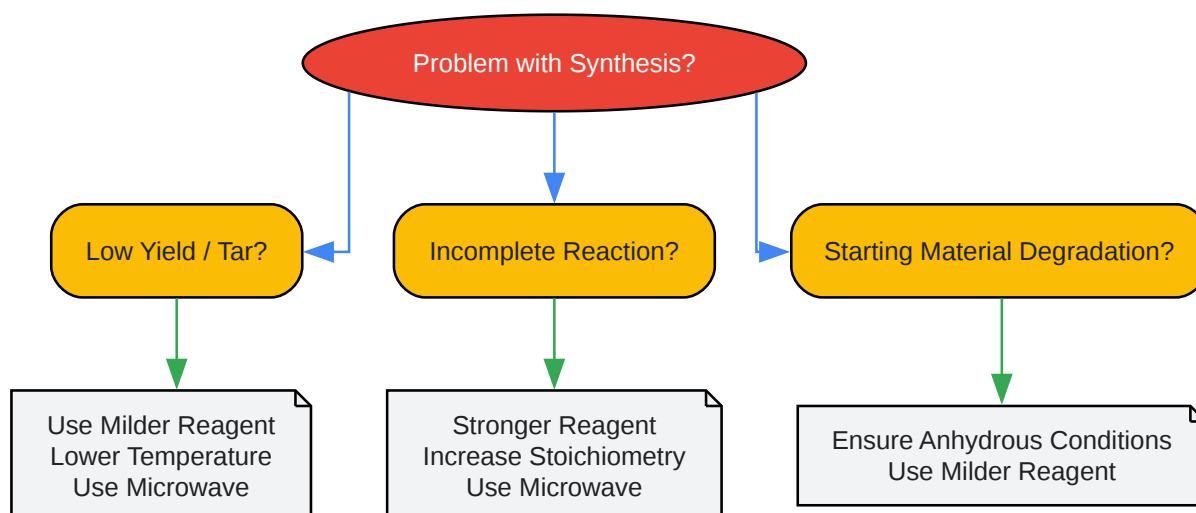 Problem with Synthesis?
Low Yield / Tar?
Incomplete Reaction?
Starting Material Degradation?
Use Milder Reagent
Lower Temperature
Use Microwave
Stronger Reagent
Increase Stoichiometry
Use Microwave
Ensure Anhydrous Conditions
Use Milder Reagent